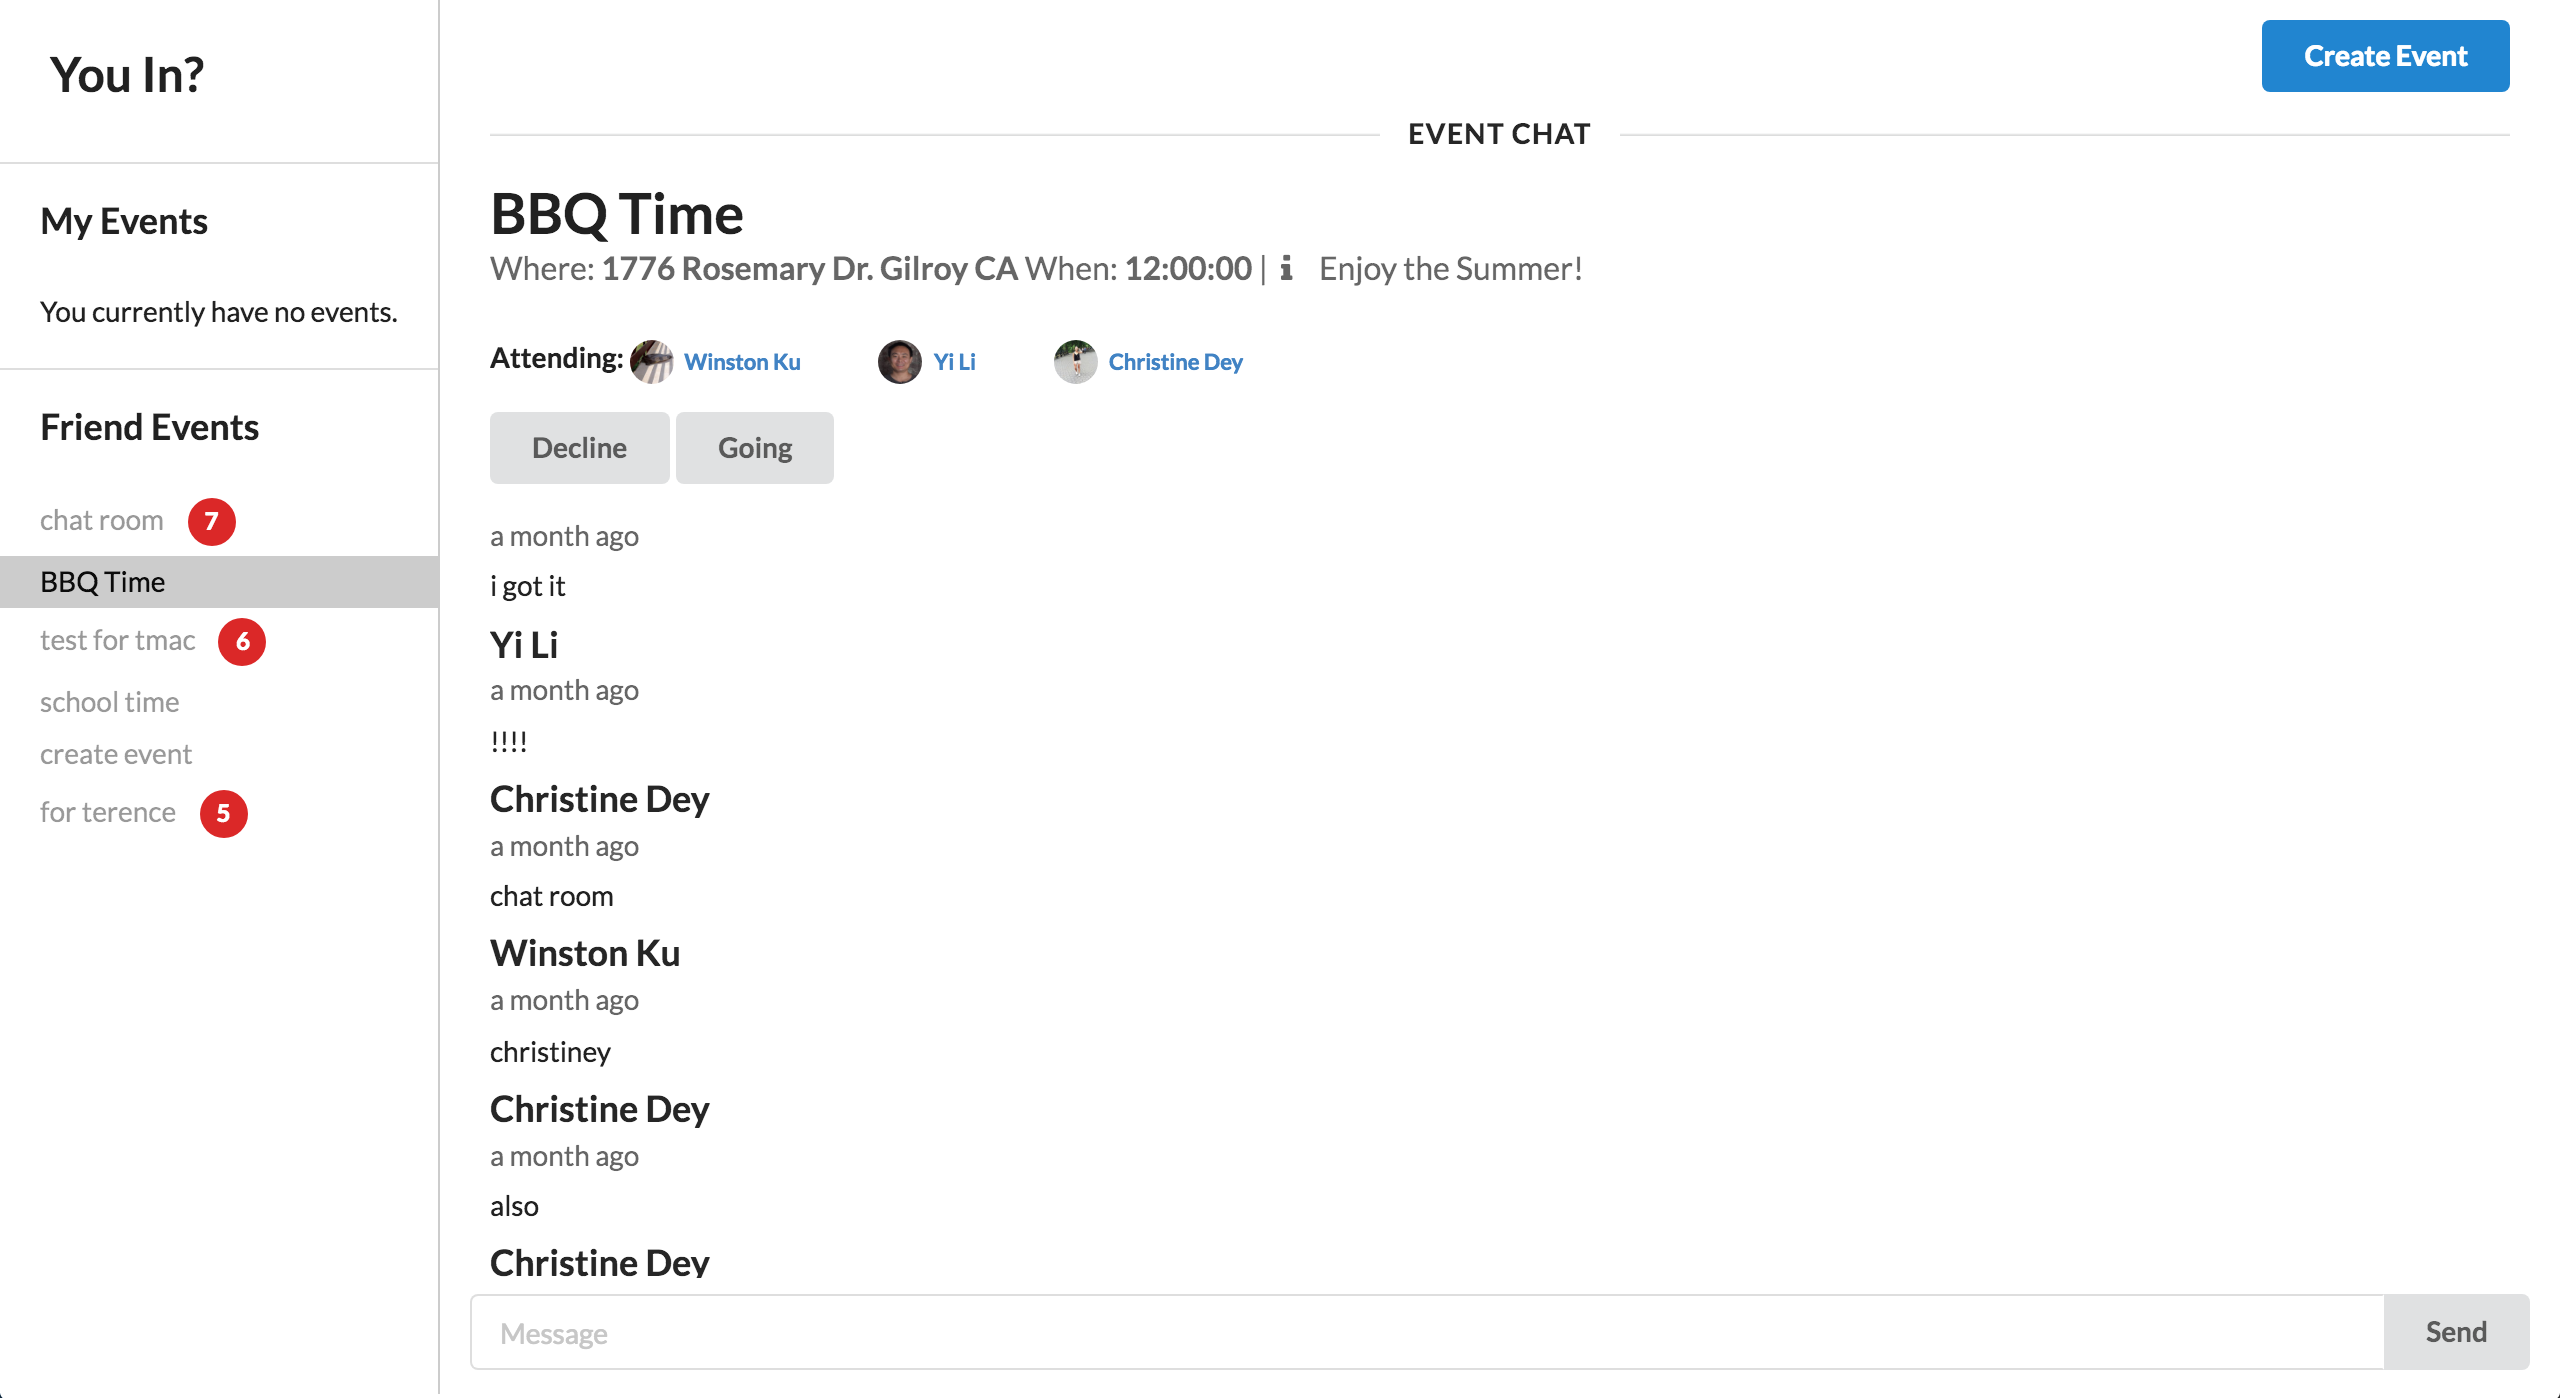 You In?
My Events
You currently have no events.
Friend Events
chat room 7
BBQ Time
test for tmac 6
school time
create event
for terence 5
Create Event
EVENT CHAT
BBQ Time
Where: 1776 Rosemary Dr. Gilroy CA When: 12:00:00 | i Enjoy the Summer!
Attending: Winston Ku Yi Li Christine Dey
Decline Going
a month ago
i got it
Yi Li
a month ago
!!!!
Christine Dey
a month ago
chat room
Winston Ku
a month ago
christiney
Christine Dey
a month ago
also
Christine Dey
Message Send